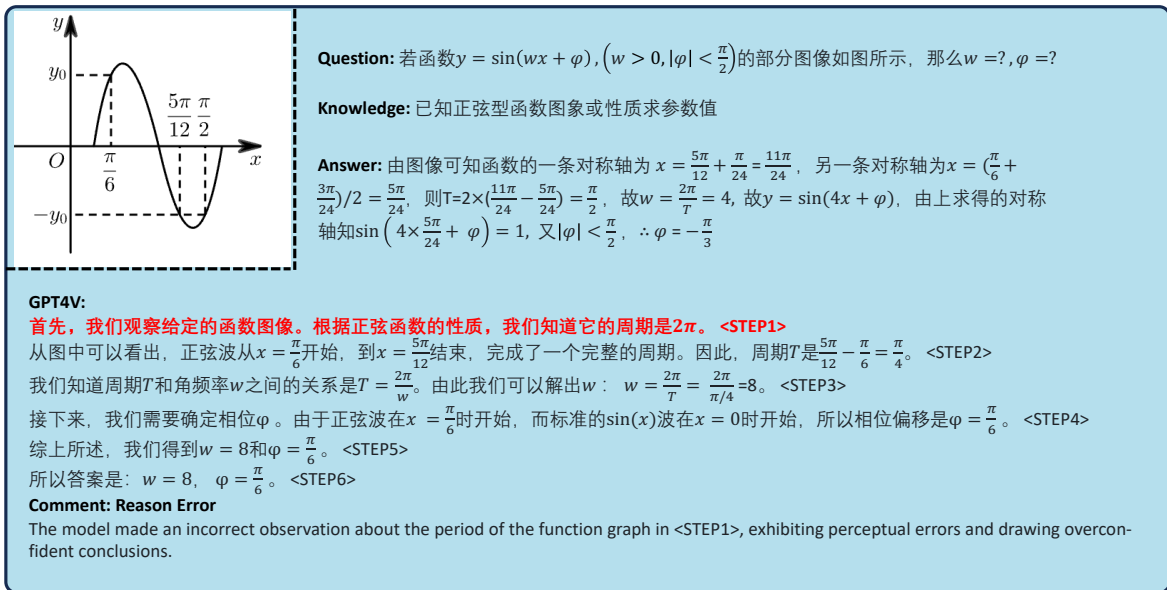 y
y₀
5π/12 π/2
O π/6 x
−y₀
Question: 若函数y = sin(wx + φ) , (w > 0, |φ| < π/2)的部分图像如图所示，那么w =? , φ =?
Knowledge: 已知正弦型函数图象或性质求参数值
Answer: 由图像可知函数的一条对称轴为 x = 5π/12 + π/24 = 11π/24 ，另一条对称轴为x = (π/6 +
3π/24)/2 = 5π/24，则T=2×(11π/24 − 5π/24) = π/2 ，故w = 2π/T = 4, 故y = sin(4x + φ)，由上求得的对称
轴知sin ( 4×5π/24 + φ) = 1, 又|φ| < π/2 , ∴ φ = −π/3
GPT4V:
首先，我们观察给定的函数图像。根据正弦函数的性质，我们知道它的周期是2π。 <STEP1>
从图中可以看出，正弦波从x = π/6开始，到x = 5π/12结束，完成了一个完整的周期。因此，周期T是5π/12 − π/6 = π/4。 <STEP2>
我们知道周期T和角频率w之间的关系是T = 2π/w。由此我们可以解出w： w = 2π/T = 2π/π/4 =8。 <STEP3>
接下来，我们需要确定相位φ 。由于正弦波在x = π/6时开始，而标准的sin(x)波在x = 0时开始，所以相位偏移是φ = π/6 。 <STEP4>
综上所述，我们得到w = 8和φ = π/6 。 <STEP5>
所以答案是：w = 8， φ = π/6 。 <STEP6>
Comment: Reason Error
The model made an incorrect observation about the period of the function graph in <STEP1>, exhibiting perceptual errors and drawing overcon-
fident conclusions.